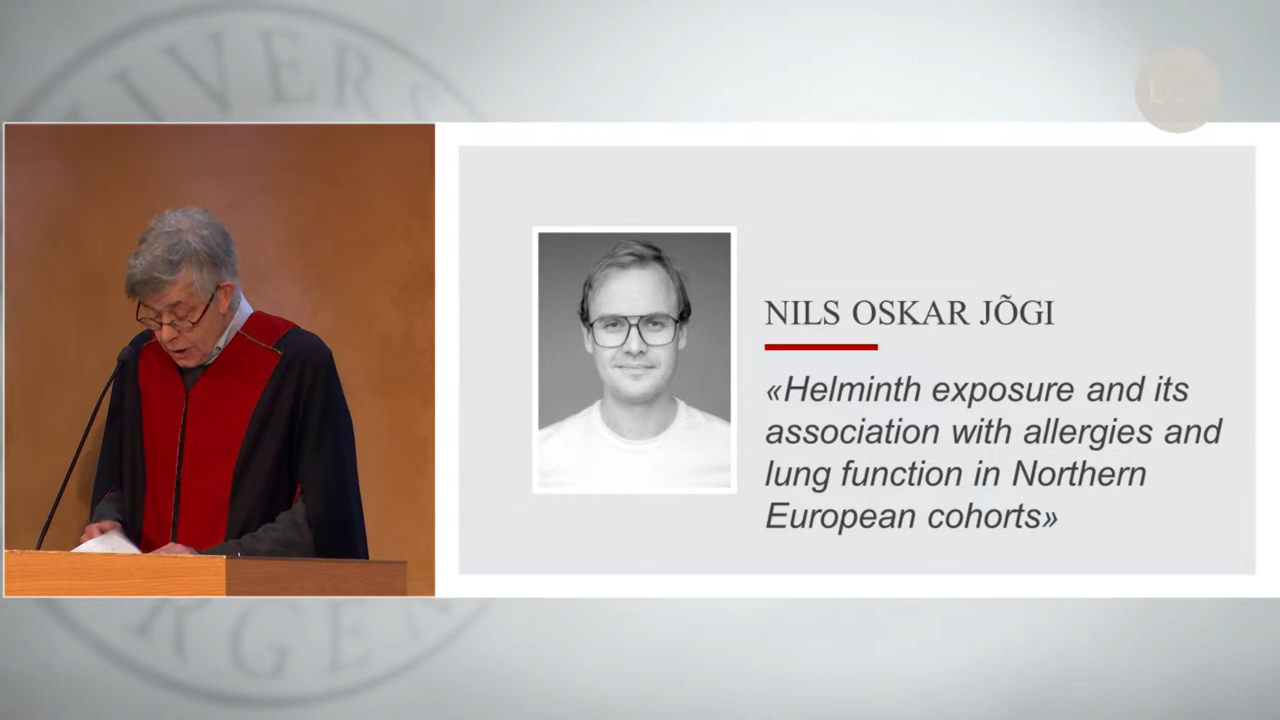 NILS OSKAR JÕGI
«Helminth exposure and its
association with allergies and
lung function in Northern
European cohorts»